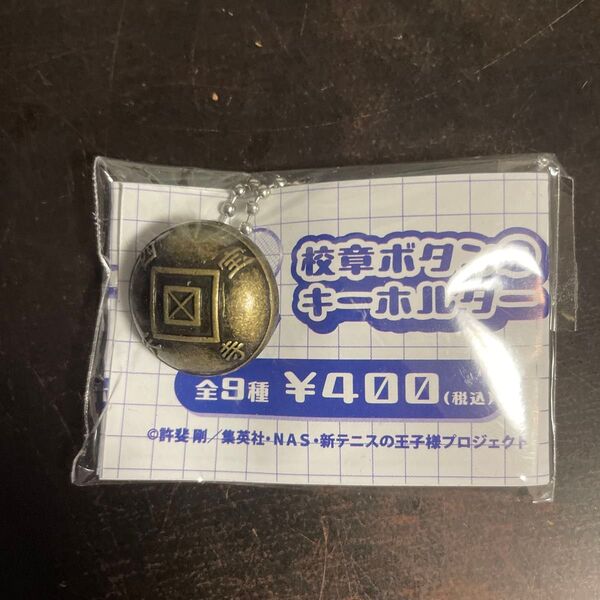 校章ボタン
キーホルダー
全9種 ¥400(税込)
©許斐 剛／集英社・NAS・新テニスの王子様プロジェクト